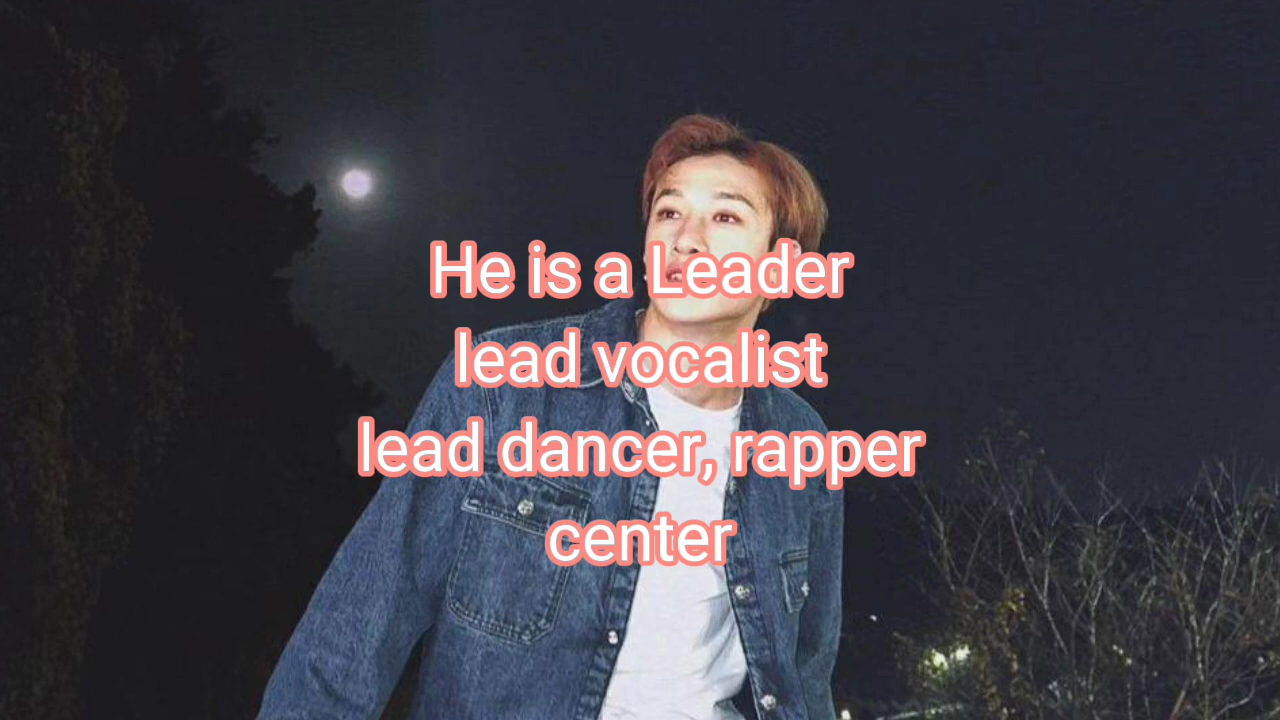 He is a Leader
lead vocalist
lead dancer, rapper
center